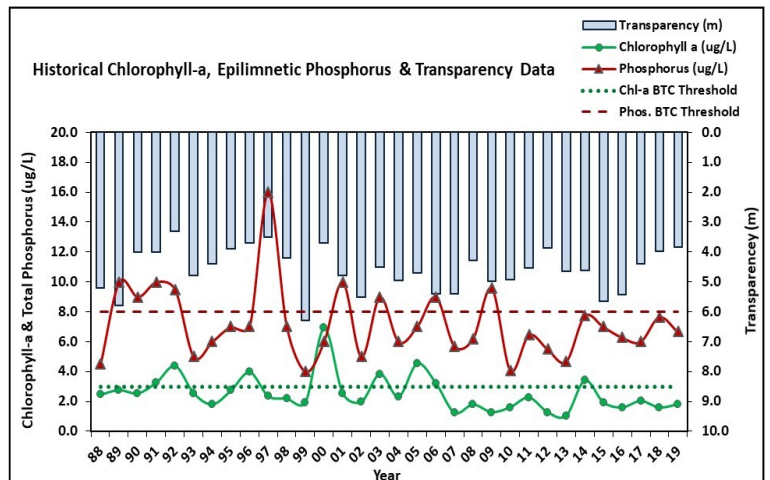 Transparency (m)
Chlorophyll a (ug/L)
Historical Chlorophyll-a, Epilimnetic Phosphorus & Transparency Data
Phosphorus (ug/L)
Chl-a BTC Threshold
Phos. BTC Threshold
Chlorophyll-a & Total Phosphorus (ug/L)
20.0
18.0
16.0
14.0
12.0
10.0
8.0
6.0
4.0
2.0
0.0
0.0
1.0
2.0
3.0
4.0
5.0
6.0
7.0
8.0
9.0
10.0
Transparencey (m)
88 89 90 91 92 93 94 95 96 97 98 99 00 01 02 03 04 05 06 07 08 09 10 11 12 13 14 15 16 17 18 19
Year